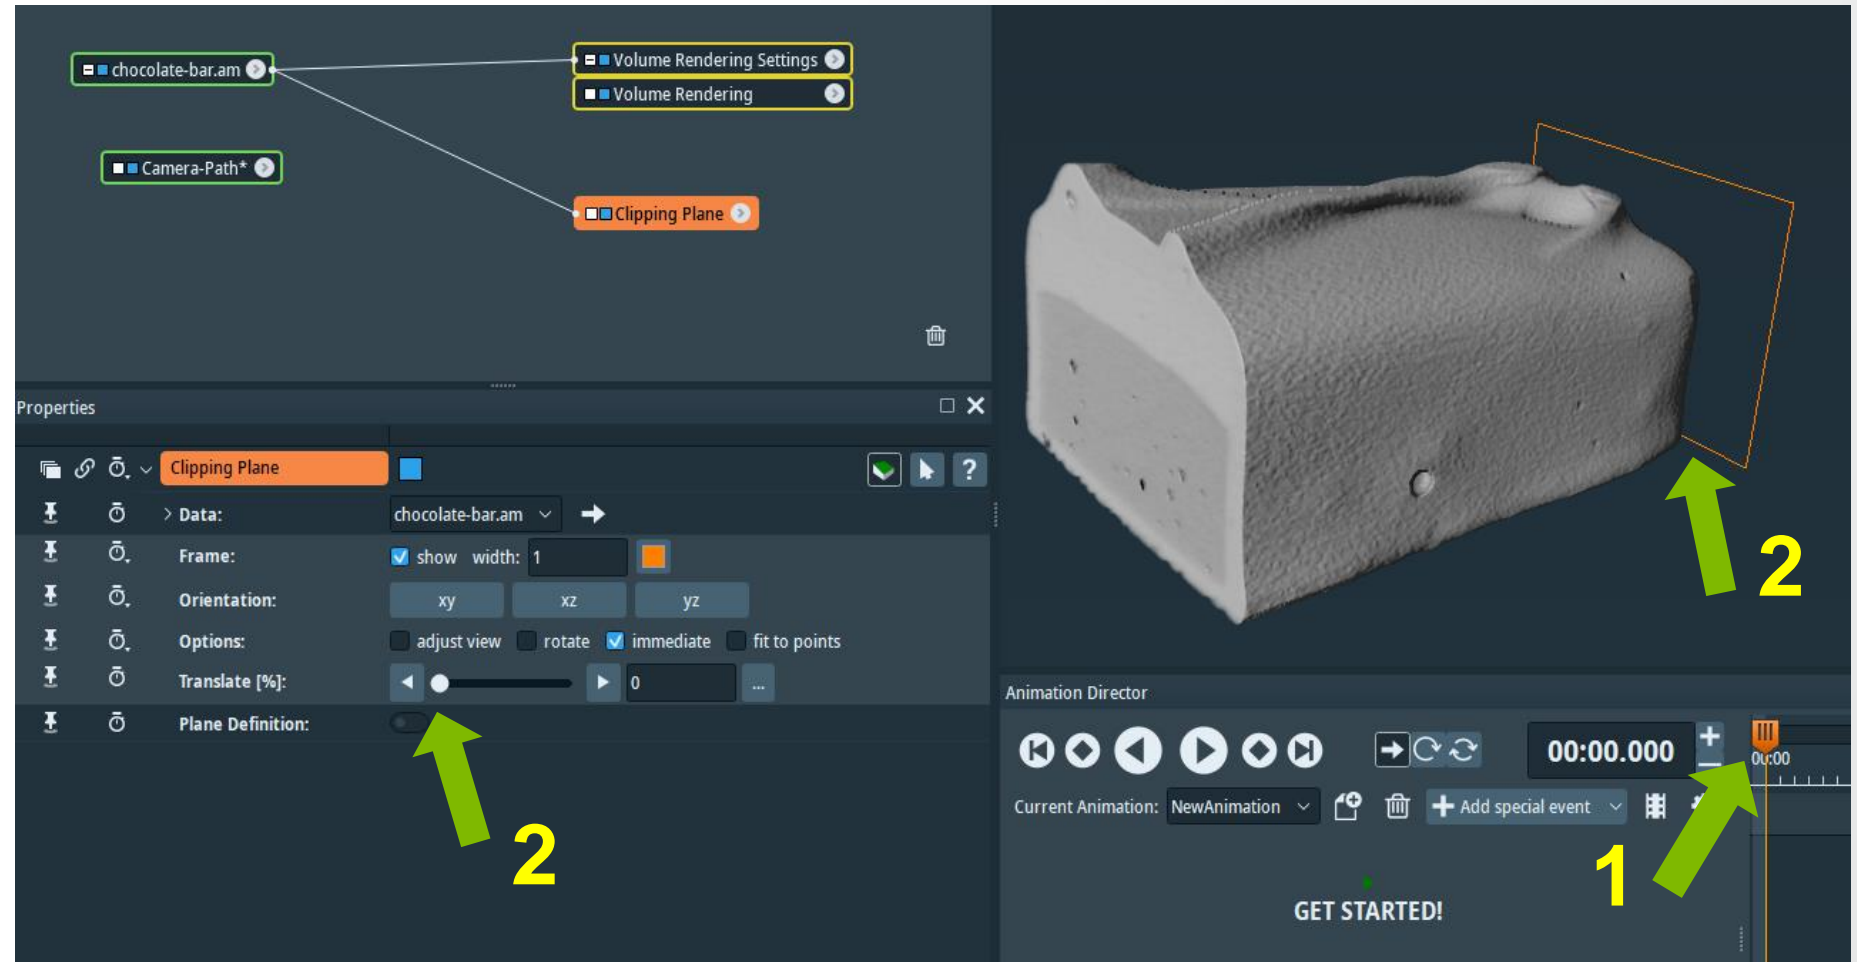 chocolate-bar.am
Volume Rendering Settings
Volume Rendering
Camera-Path*
Clipping Plane
Properties
Clipping Plane
?
Data:
chocolate-bar.am
Frame:
show width: 1
Orientation:
xy xz yz
Options:
adjust view rotate immediate fit to points
Translate [%]:
0 ...
Plane Definition:
2
2
Animation Director
00:00.000
00:00
Current Animation: NewAnimation
Add special event
1
GET STARTED!